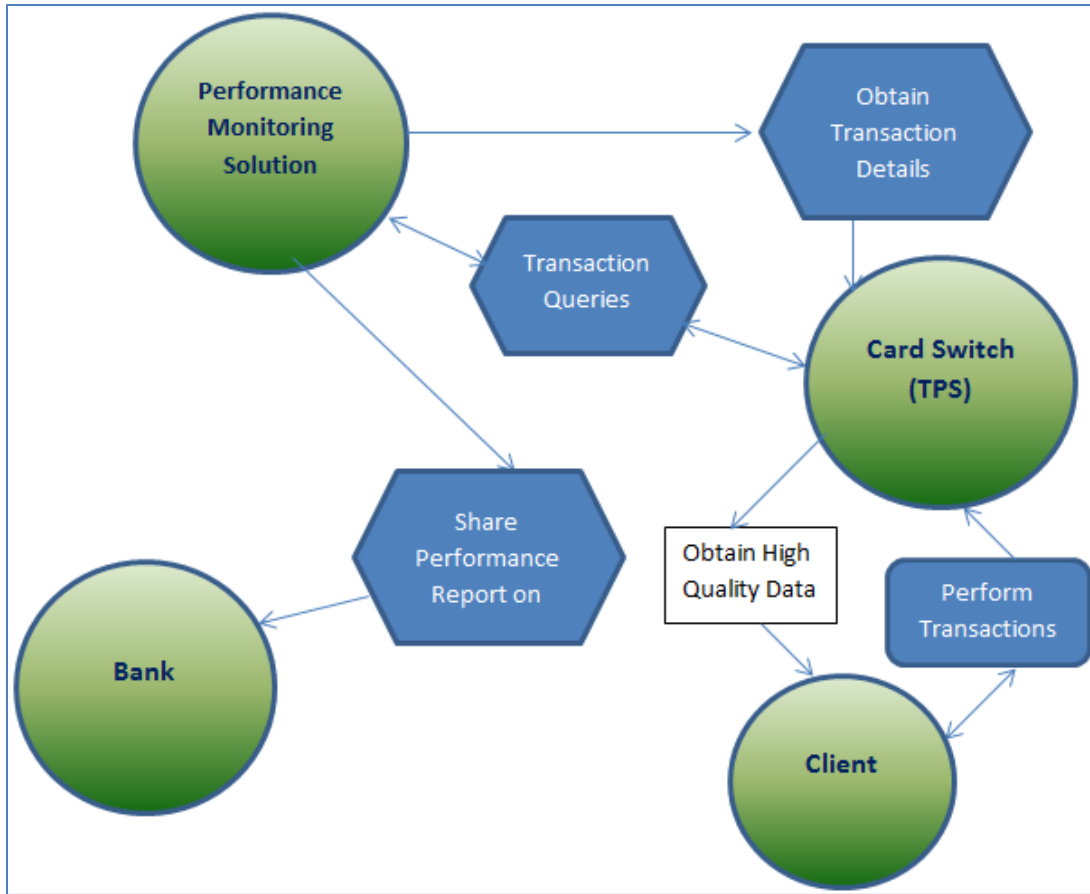 Performance
Monitoring
Solution
Obtain
Transaction
Details
Transaction
Queries
Card Switch
(TPS)
Share
Performance
Report on
Obtain High
Quality Data
Perform
Transactions
Bank
Client